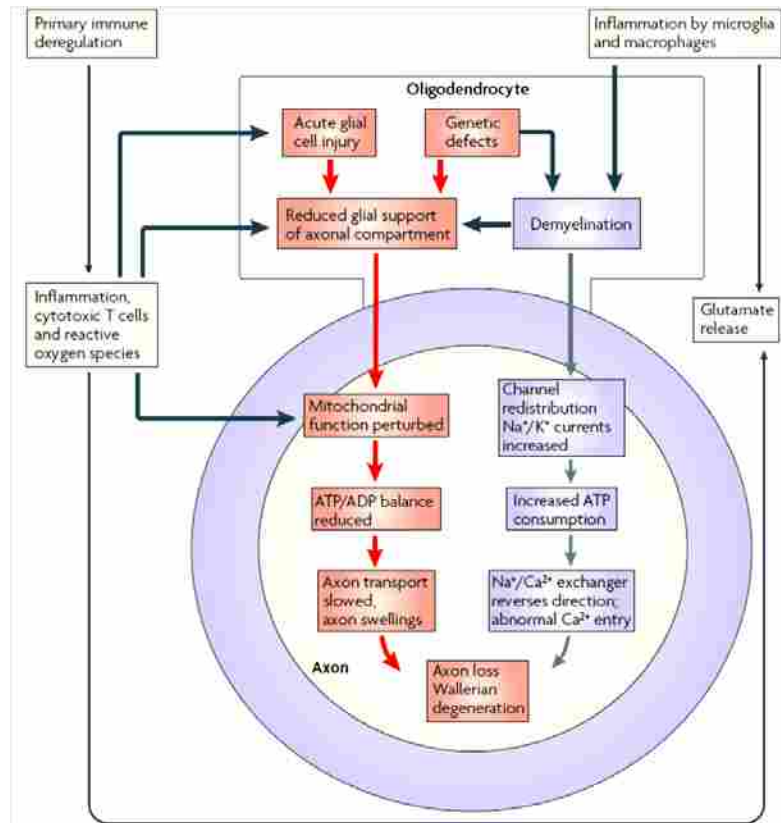 Primary immune
deregulation
Inflammation by microglia
and macrophages
Oligodendrocyte
Acute glial
cell injury
Genetic
defects
Reduced glial support
of axonal compartment
Demyelination
Inflammation,
cytotoxic T cells
and reactive
oxygen species
Glutamate
release
Mitochondrial
function perturbed
Channel
redistribution
Na⁺/K⁺ currents
increased
ATP/ADP balance
reduced
Increased ATP
consumption
Axon transport
slowed,
axon swellings
Na⁺/Ca²⁺ exchanger
reverses direction;
abnormal Ca²⁺ entry
Axon
Axon loss
Wallerian
degeneration